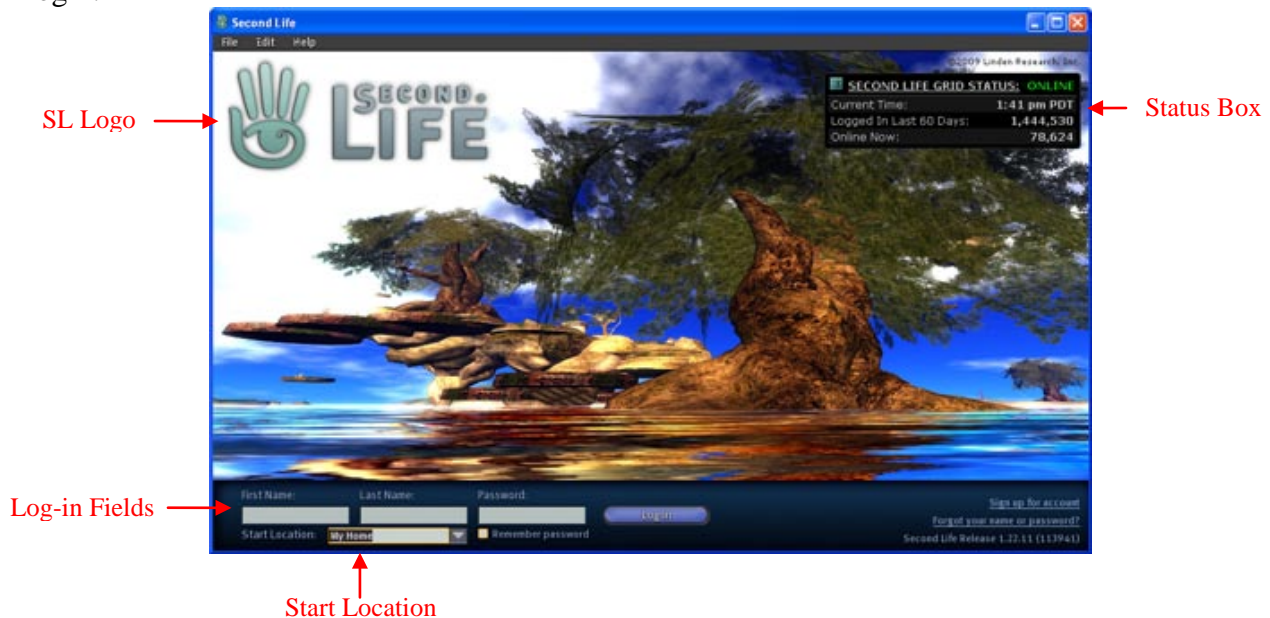 Second Life
File Edit Help
©2009 Linden Research, Inc.
SECOND LIFE GRID STATUS: ONLINE
Current Time: 1:41 pm PDT
Logged In Last 60 Days: 1,444,530
Online Now: 78,624
SECOND.
LIFE
SL Logo
Status Box
First Name: Last Name: Password:
Log-in Fields
Log In
Sign up for account
Forgot your name or password?
Start Location: My Home Remember password
Second Life Release 1.22.11 (113941)
Start Location